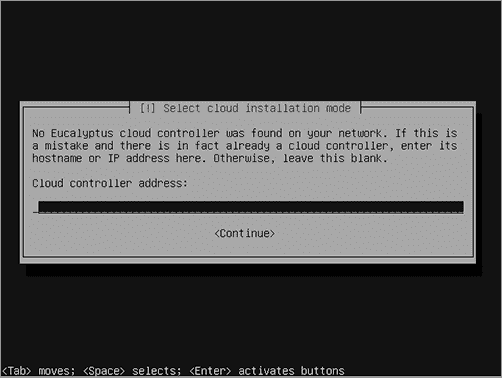 [!] Select cloud installation mode
No Eucalyptus cloud controller was found on your network. If this is
a mistake and there is in fact already a cloud controller, enter its
hostname or IP address here. Otherwise, leave this blank.
Cloud controller address:
<Continue>
<Tab> moves; <Space> selects; <Enter> activates buttons